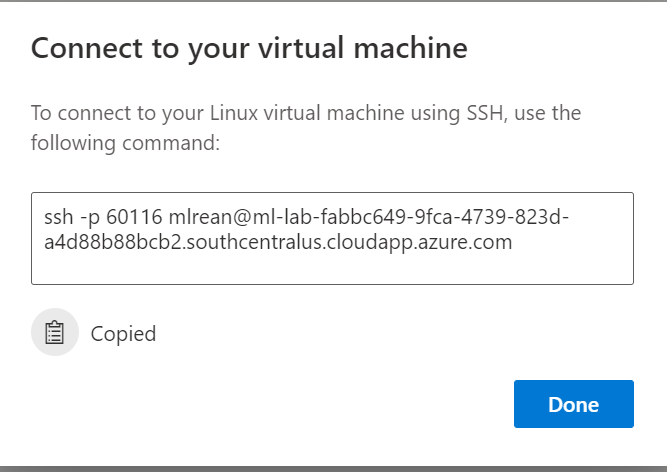 Connect to your virtual machine
To connect to your Linux virtual machine using SSH, use the
following command:
ssh -p 60116 mlrean@ml-lab-fabbc649-9fca-4739-823d-
a4d88b88bcb2.southcentralus.cloudapp.azure.com
Copied
Done